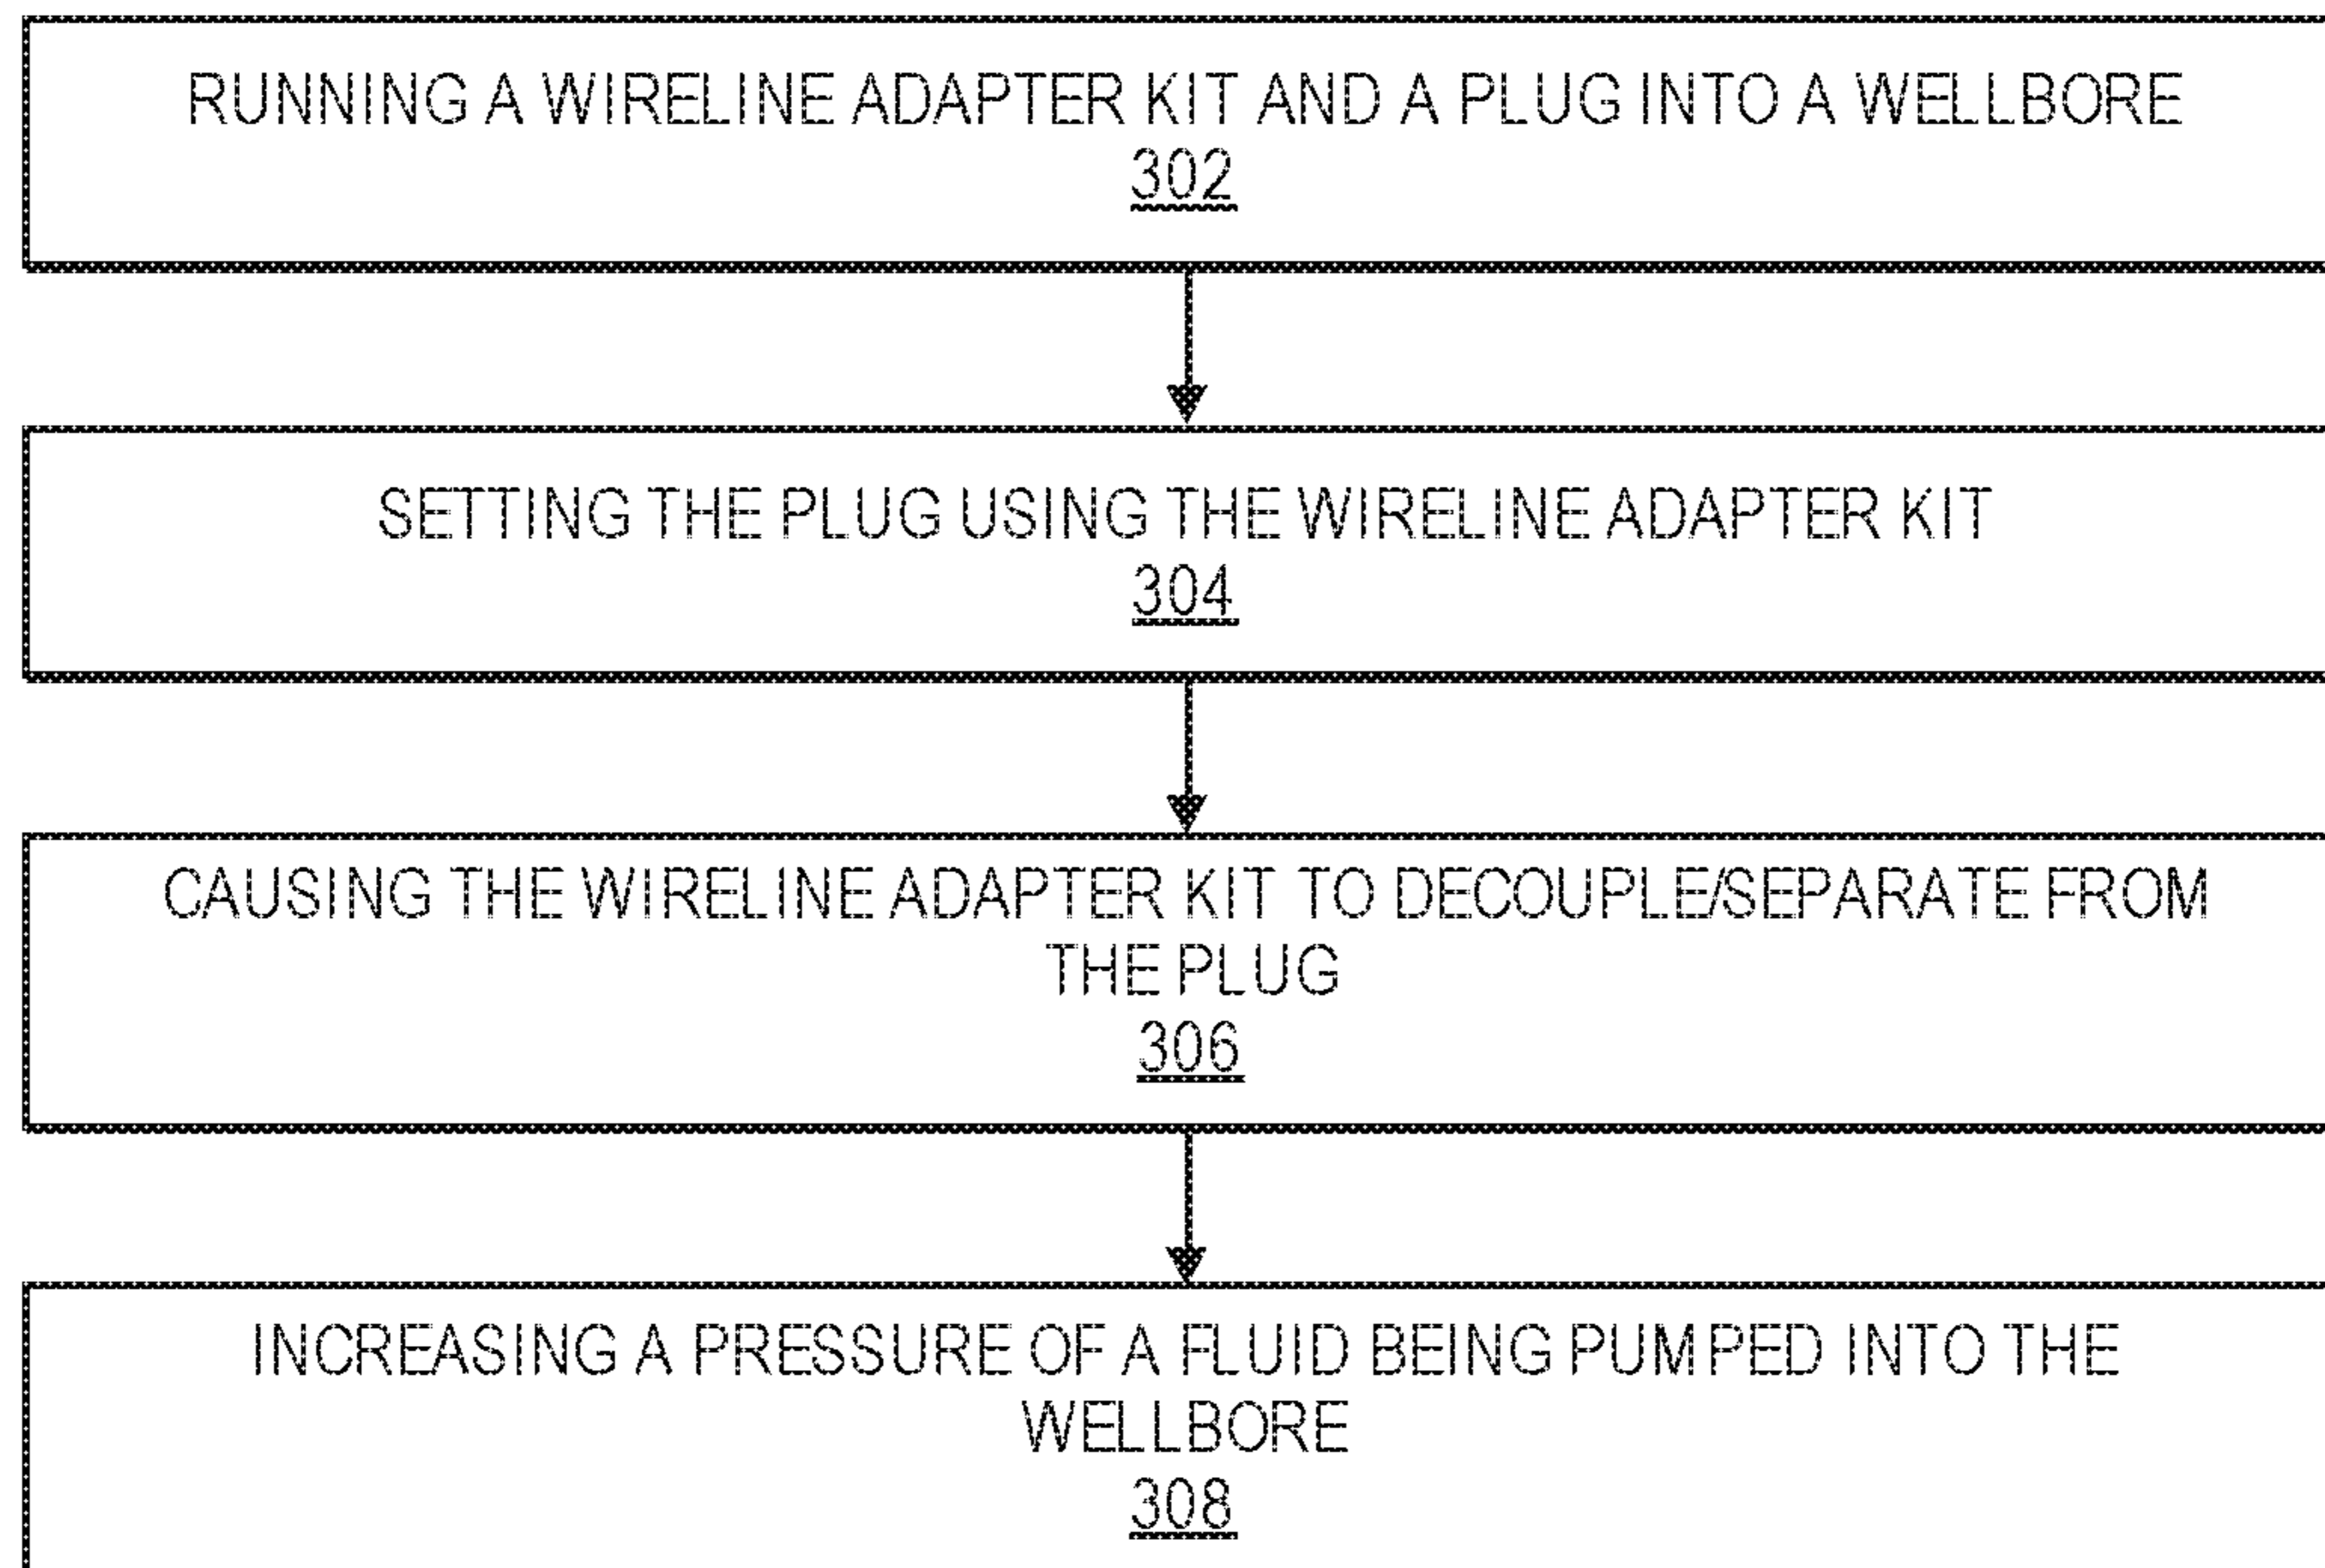 RUNNING A WIRELINE ADAPTER KIT AND A PLUG INTO A WELLBORE
302
SETTING THE PLUG USING THE WIRELINE ADAPTER KIT
304
CAUSING THE WIRELINE ADAPTER KIT TO DECOUPLE/SEPARATE FROM
THE PLUG
306
INCREASING A PRESSURE OF A FLUID BEING PUMPED INTO THE
WELLBORE
308